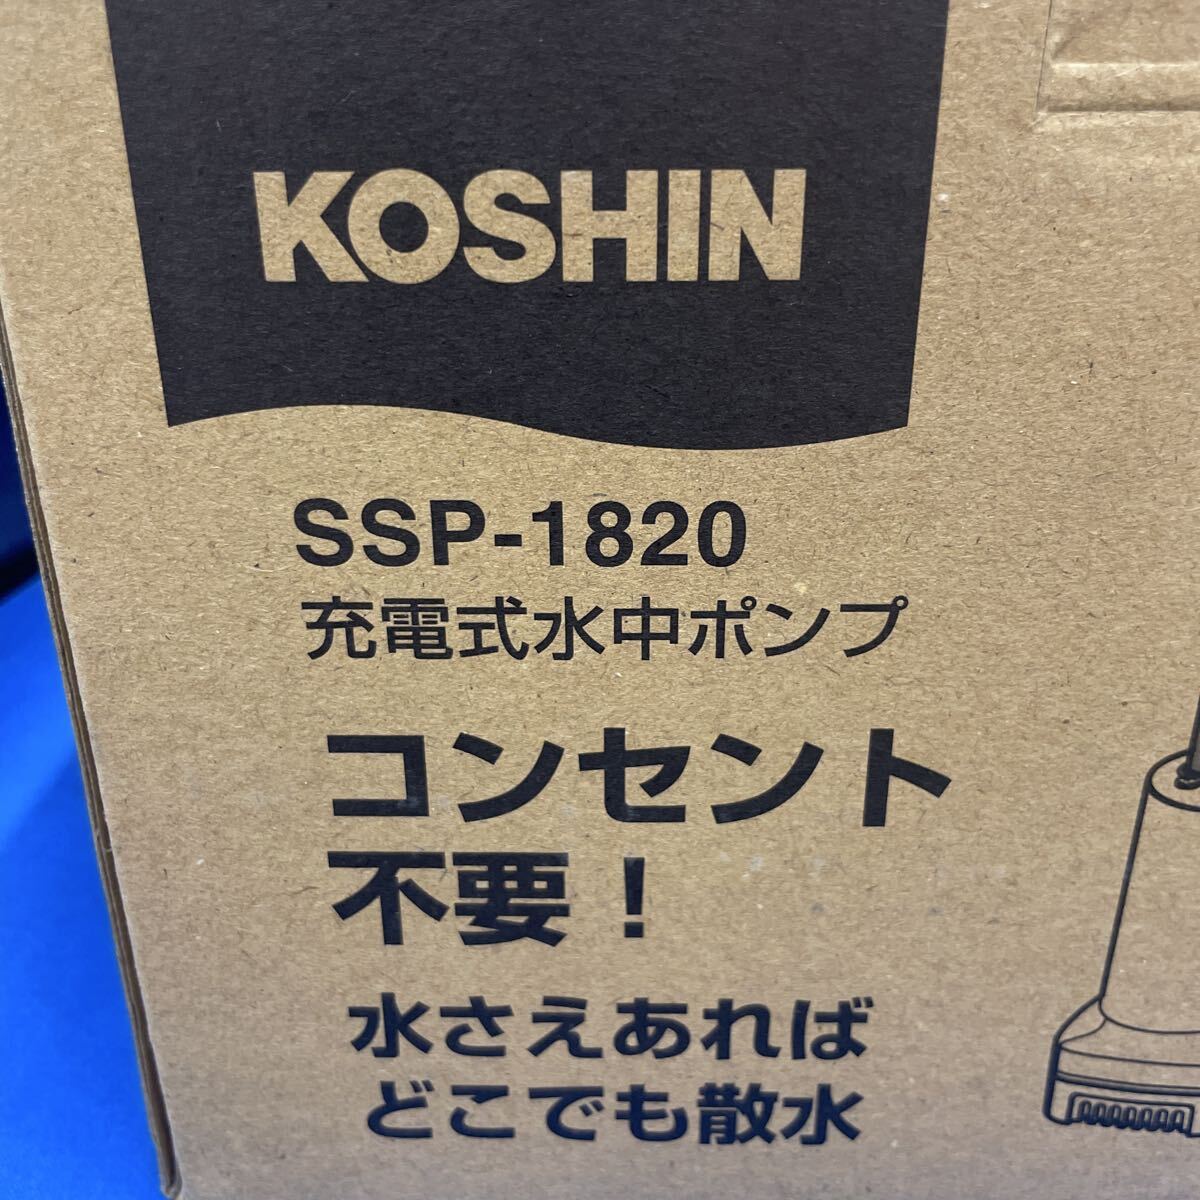 KOSHIN
SSP-1820
充電式水中ポンプ
コンセント
不要！
水さえあれば
どこでも散水